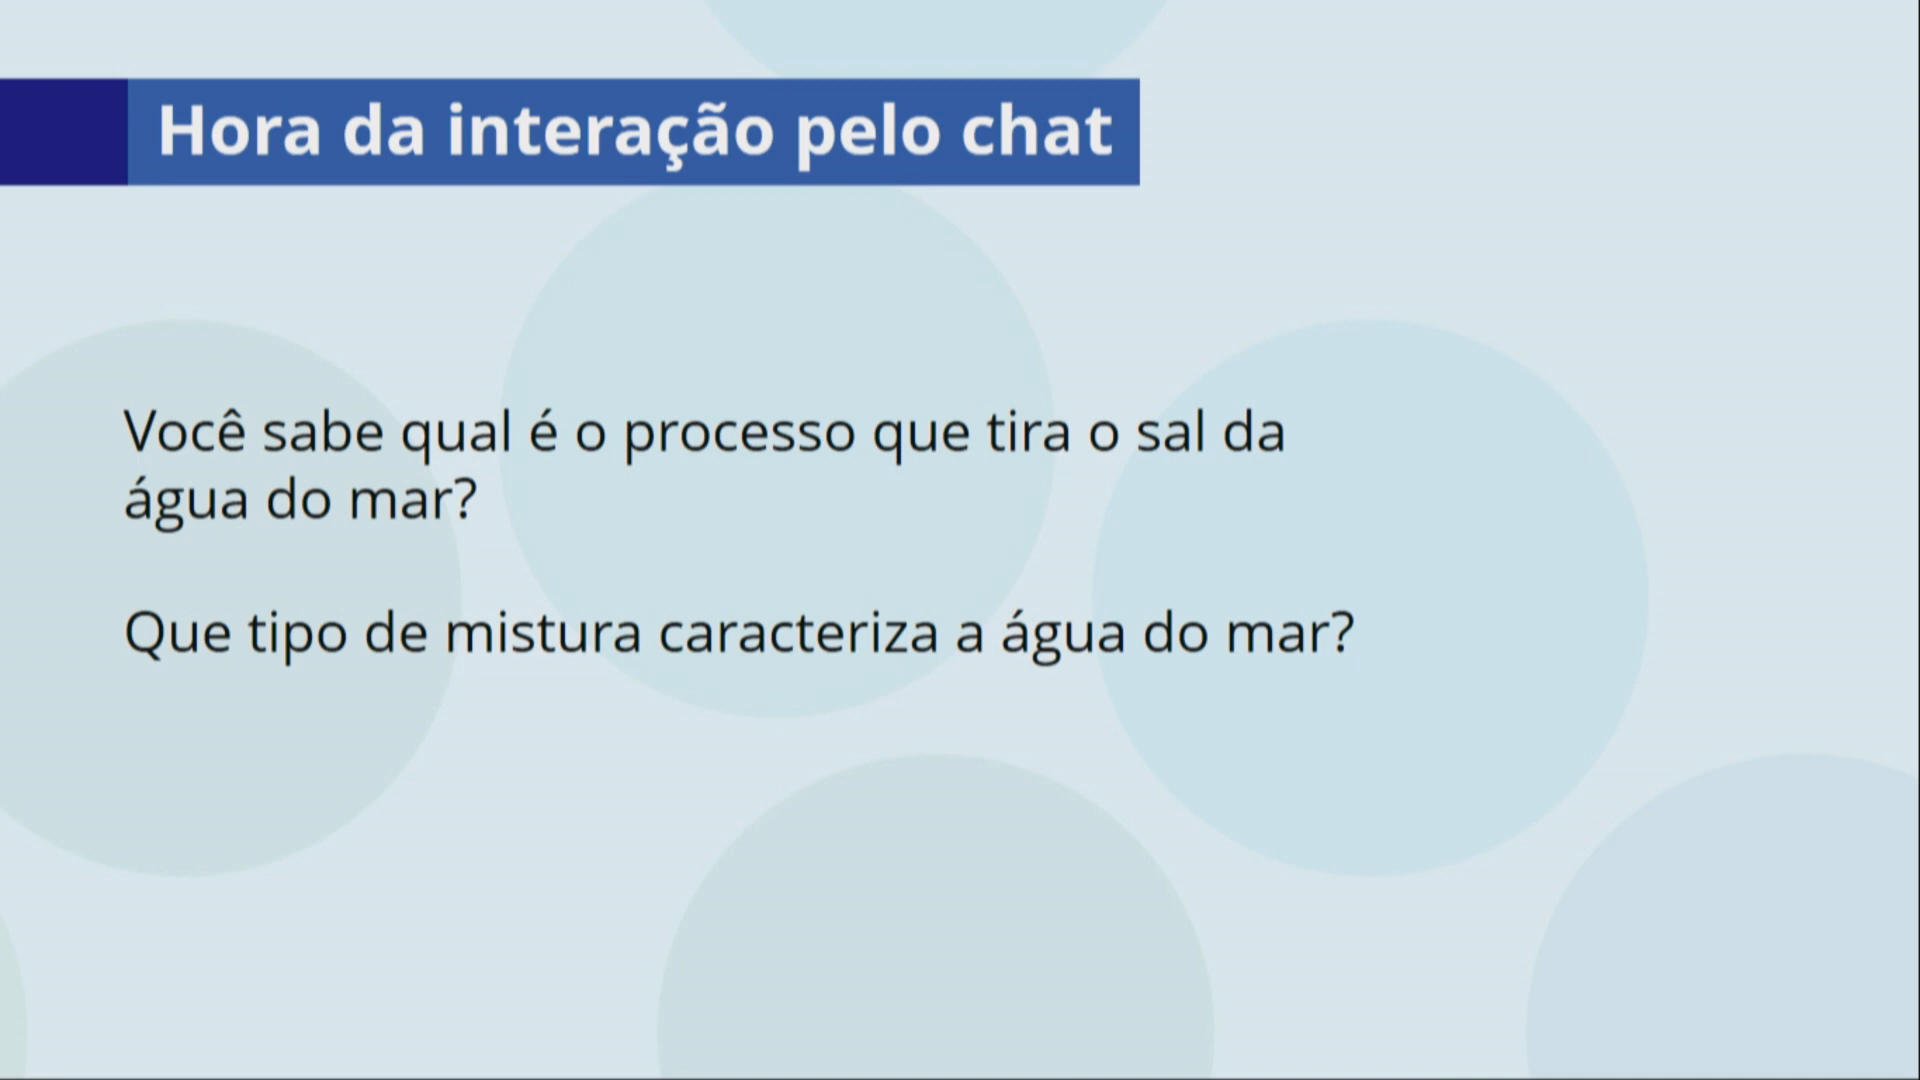 Hora da interação pelo chat
Você sabe qual é o processo que tira o sal da
água do mar?
Que tipo de mistura caracteriza a água do mar?